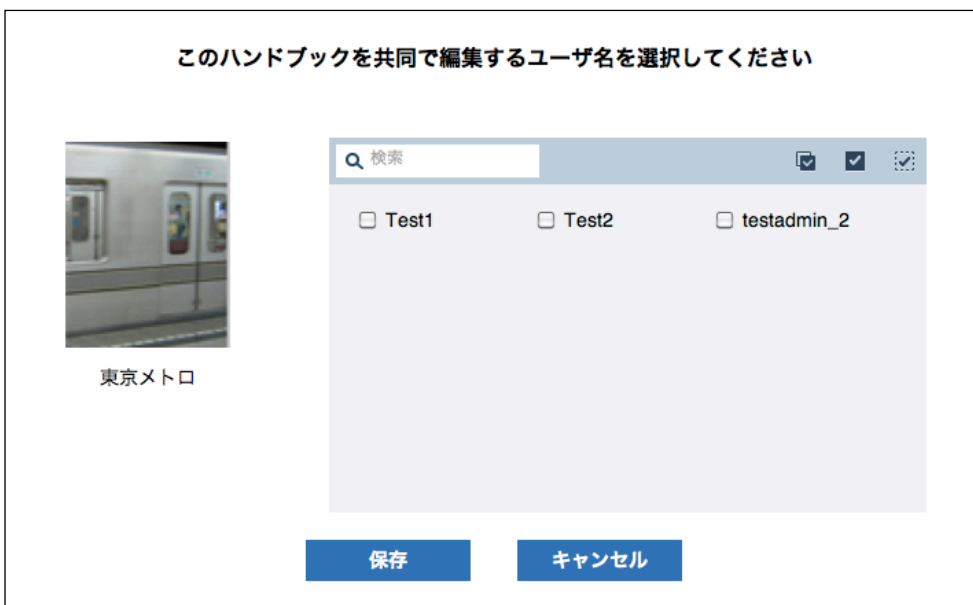 このハンドブックを共同で編集するユーザ名を選択してください
検索
Test1 Test2 testadmin_2
東京メトロ
保存 キャンセル